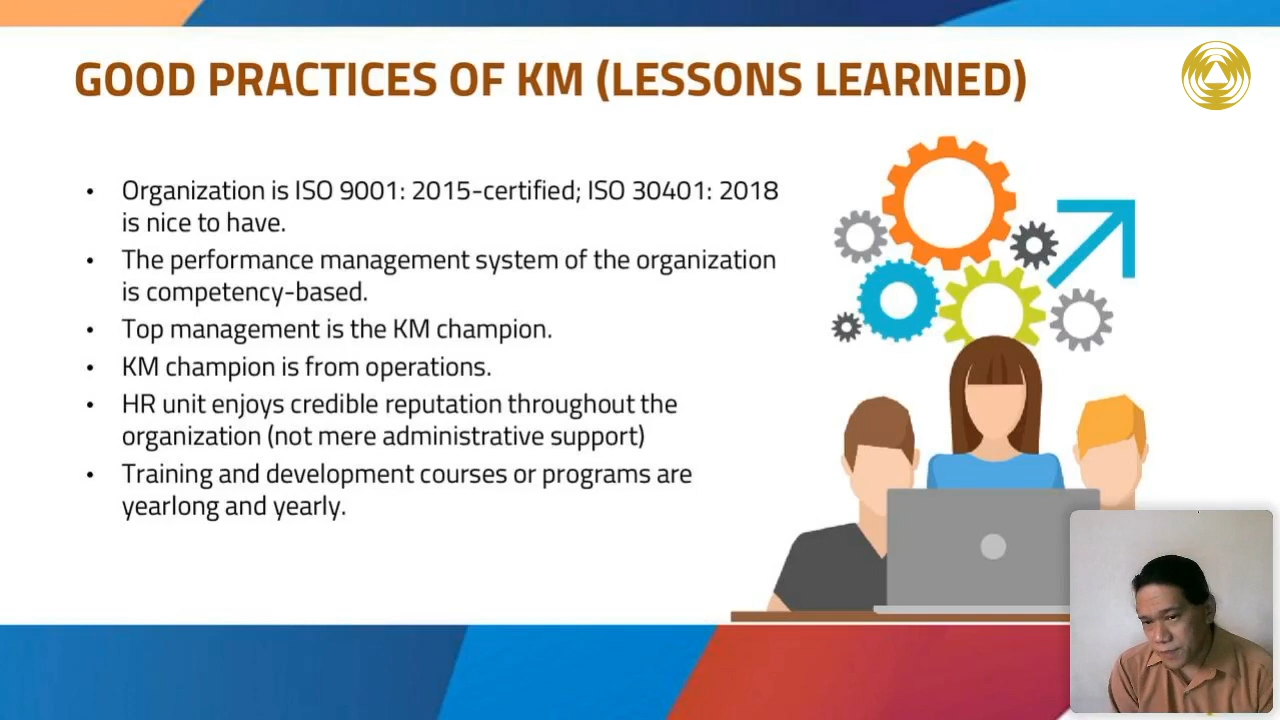 GOOD PRACTICES OF KM (LESSONS LEARNED)
• Organization is ISO 9001: 2015-certified; ISO 30401: 2018
is nice to have.
• The performance management system of the organization
is competency-based.
• Top management is the KM champion.
• KM champion is from operations.
• HR unit enjoys credible reputation throughout the
organization (not mere administrative support)
• Training and development courses or programs are
yearlong and yearly.